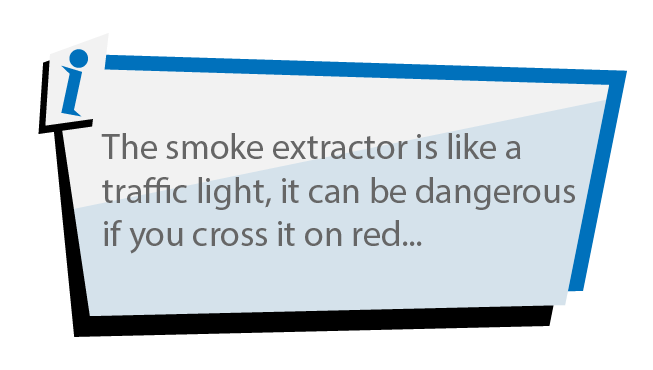 The smoke extractor is like a
traffic light, it can be dangerous
if you cross it on red...